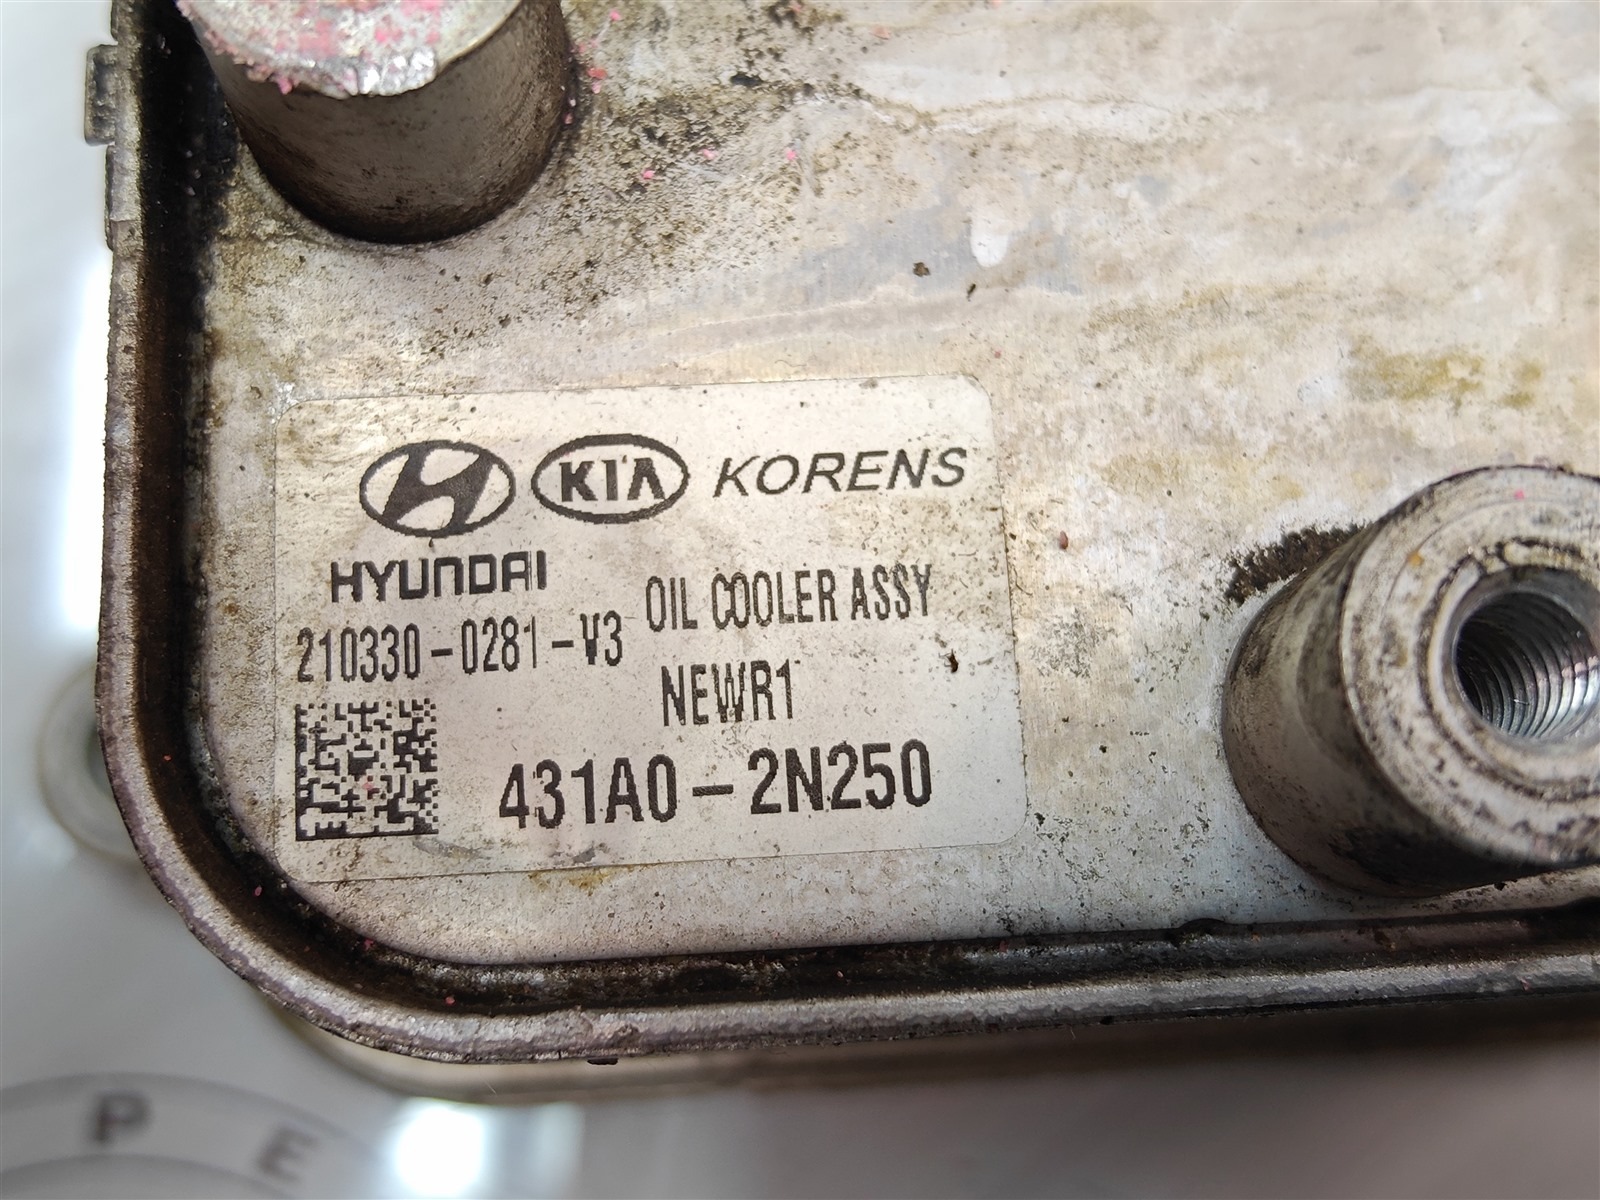 KIA KORENS
HYUNDAI
OIL COOLER ASSY
210330-0281-V3
NEWR1
431A0-2N250
P E